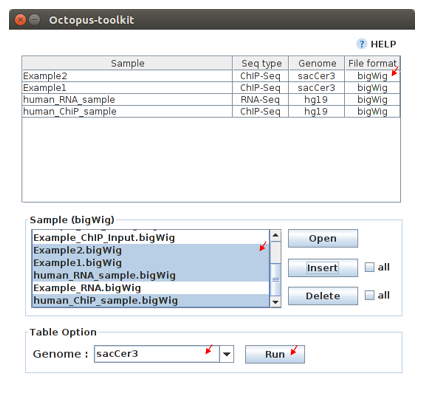 Octopus-toolkit
? HELP
Sample Seq type Genome File format
Example2 ChIP-Seq sacCer3 bigWig
Example1 ChIP-Seq sacCer3 bigWig
human_RNA_sample RNA-Seq hg19 bigWig
human_ChiP_sample ChIP-Seq hg19 bigWig
Sample (bigWig)
Example_ChIP_Input.bigWig
Example2.bigWig
Example1.bigWig
human_RNA_sample.bigWig
Example_RNA.bigWig
human_ChiP_sample.bigWig
Open
Insert all
Delete all
Table Option
Genome : sacCer3 Run